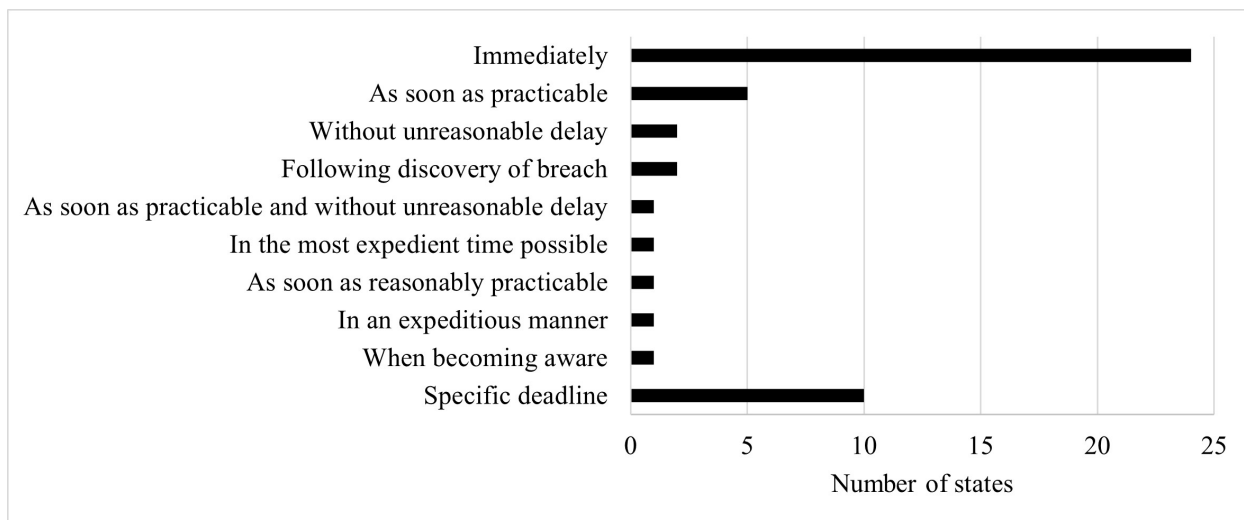 Immediately
As soon as practicable
Without unreasonable delay
Following discovery of breach
As soon as practicable and without unreasonable delay
In the most expedient time possible
As soon as reasonably practicable
In an expeditious manner
When becoming aware
Specific deadline
0 5 10 15 20 25
Number of states